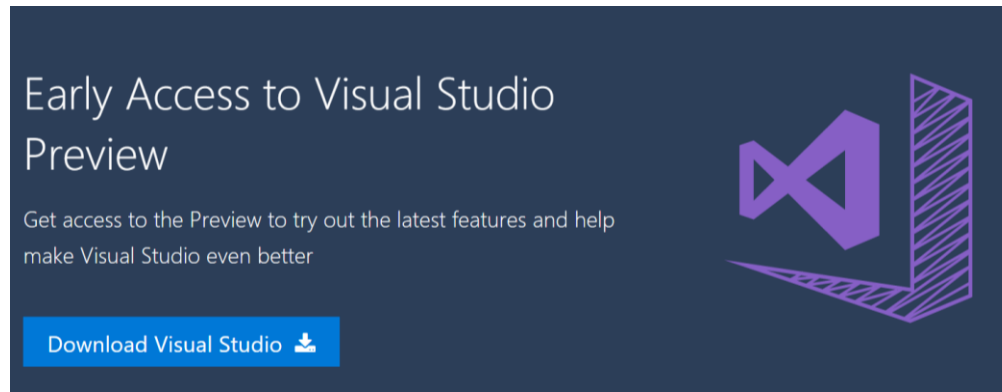 Early Access to Visual Studio
Preview
Get access to the Preview to try out the latest features and help
make Visual Studio even better
Download Visual Studio